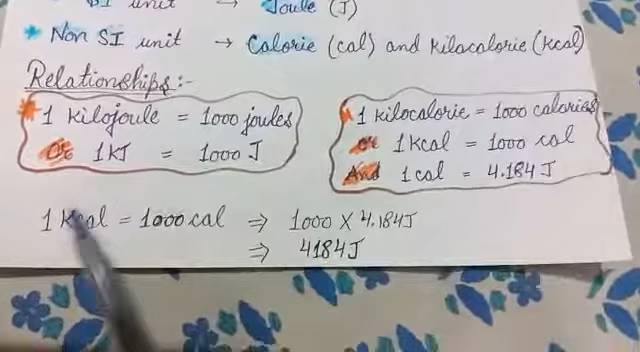 SI unit → Joule (J)
* Non SI unit → Calorie (cal) and kilocalorie (kcal)
Relationships:-
* 1 kilojoule = 1000 joules
Or 1KJ = 1000 J
* 1 kilocalorie = 1000 calories
Or 1Kcal = 1000 cal
And 1cal = 4.184 J
1 Kcal = 1000 cal ⇒ 1000 X 4.184J
⇒ 4184J